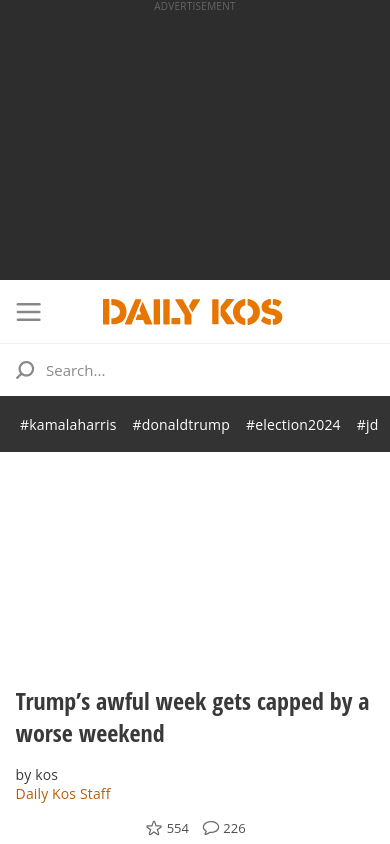 ADVERTISEMENT
DAILY KOS
Search...
#kamalaharris #donaldtrump #election2024 #jd
Trump’s awful week gets capped by a
worse weekend
by kos
Daily Kos Staff
554 226